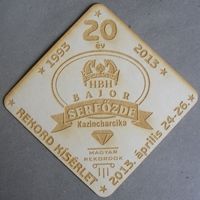 20
év
1993
2013
HBH
BAJOR
SERFŐZDE
Kazincbarcika
MAGYAR
REKORDOK
REKORD KÍSÉRLET
2013. április 24-26.